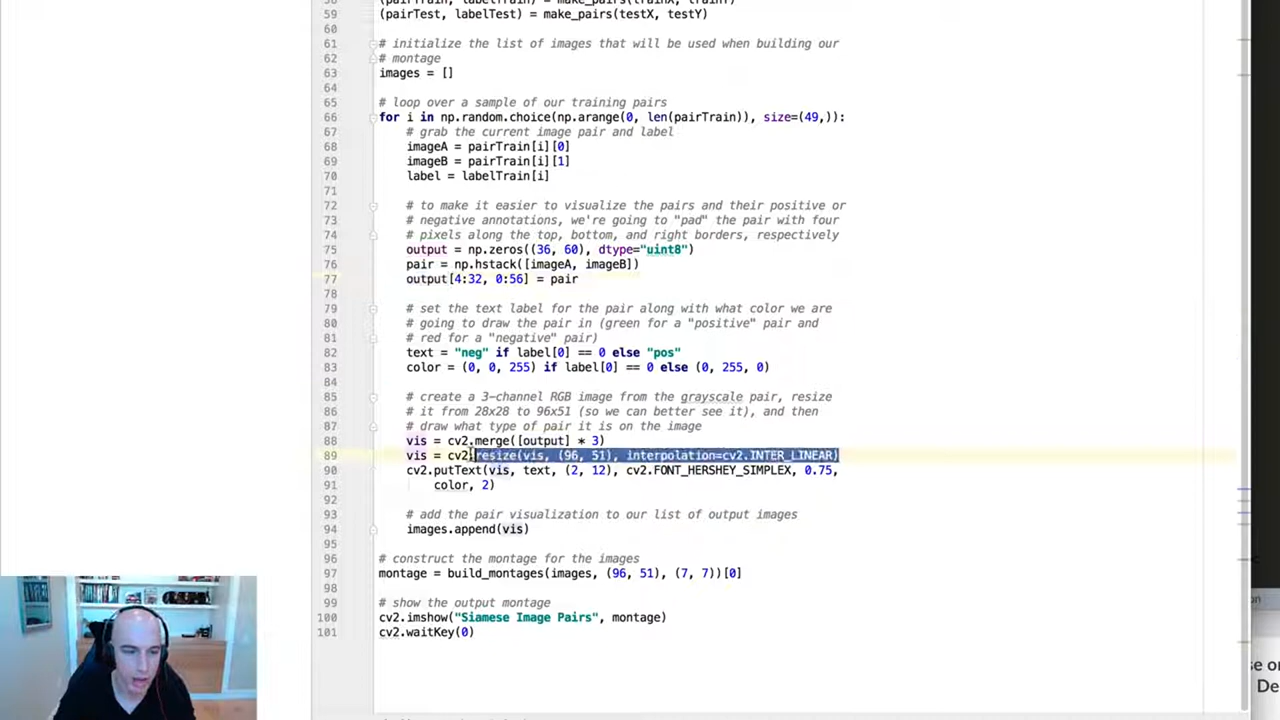 58 (pairTrain, labelTrain) = make_pairs(trainX, trainY)
59 (pairTest, labelTest) = make_pairs(testX, testY)
60
61 # initialize the list of images that will be used when building our
62 # montage
63 images = []
64
65 # loop over a sample of our training pairs
66 for i in np.random.choice(np.arange(0, len(pairTrain)), size=(49,)):
67 # grab the current image pair and label
68 imageA = pairTrain[i][0]
69 imageB = pairTrain[i][1]
70 label = labelTrain[i]
71
72 # to make it easier to visualize the pairs and their positive or
73 # negative annotations, we're going to "pad" the pair with four
74 # pixels along the top, bottom, and right borders, respectively
75 output = np.zeros((36, 60), dtype="uint8")
76 pair = np.hstack([imageA, imageB])
77 output[4:32, 0:56] = pair
78
79 # set the text label for the pair along with what color we are
80 # going to draw the pair in (green for a "positive" pair and
81 # red for a "negative" pair)
82 text = "neg" if label[0] == 0 else "pos"
83 color = (0, 0, 255) if label[0] == 0 else (0, 255, 0)
84
85 # create a 3-channel RGB image from the grayscale pair, resize
86 # it from 28x28 to 96x51 (so we can better see it), and then
87 # draw what type of pair it is on the image
88 vis = cv2.merge([output] * 3)
89 vis = cv2.resize(vis, (96, 51), interpolation=cv2.INTER_LINEAR)
90 cv2.putText(vis, text, (2, 12), cv2.FONT_HERSHEY_SIMPLEX, 0.75,
91 color, 2)
92
93 # add the pair visualization to our list of output images
94 images.append(vis)
95
96 # construct the montage for the images
97 montage = build_montages(images, (96, 51), (7, 7))[0]
98
99 # show the output montage
100 cv2.imshow("Siamese Image Pairs", montage)
101 cv2.waitKey(0)
se or
De